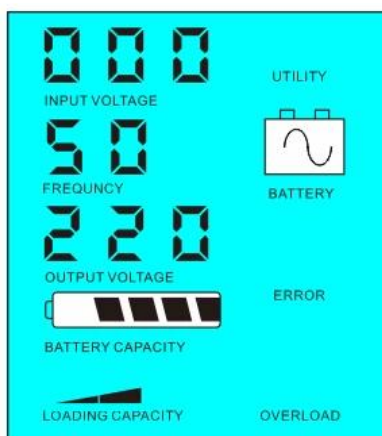 000
UTILITY
INPUT VOLTAGE
50
FREQUNCY
BATTERY
220
OUTPUT VOLTAGE
ERROR
BATTERY CAPACITY
LOADING CAPACITY
OVERLOAD